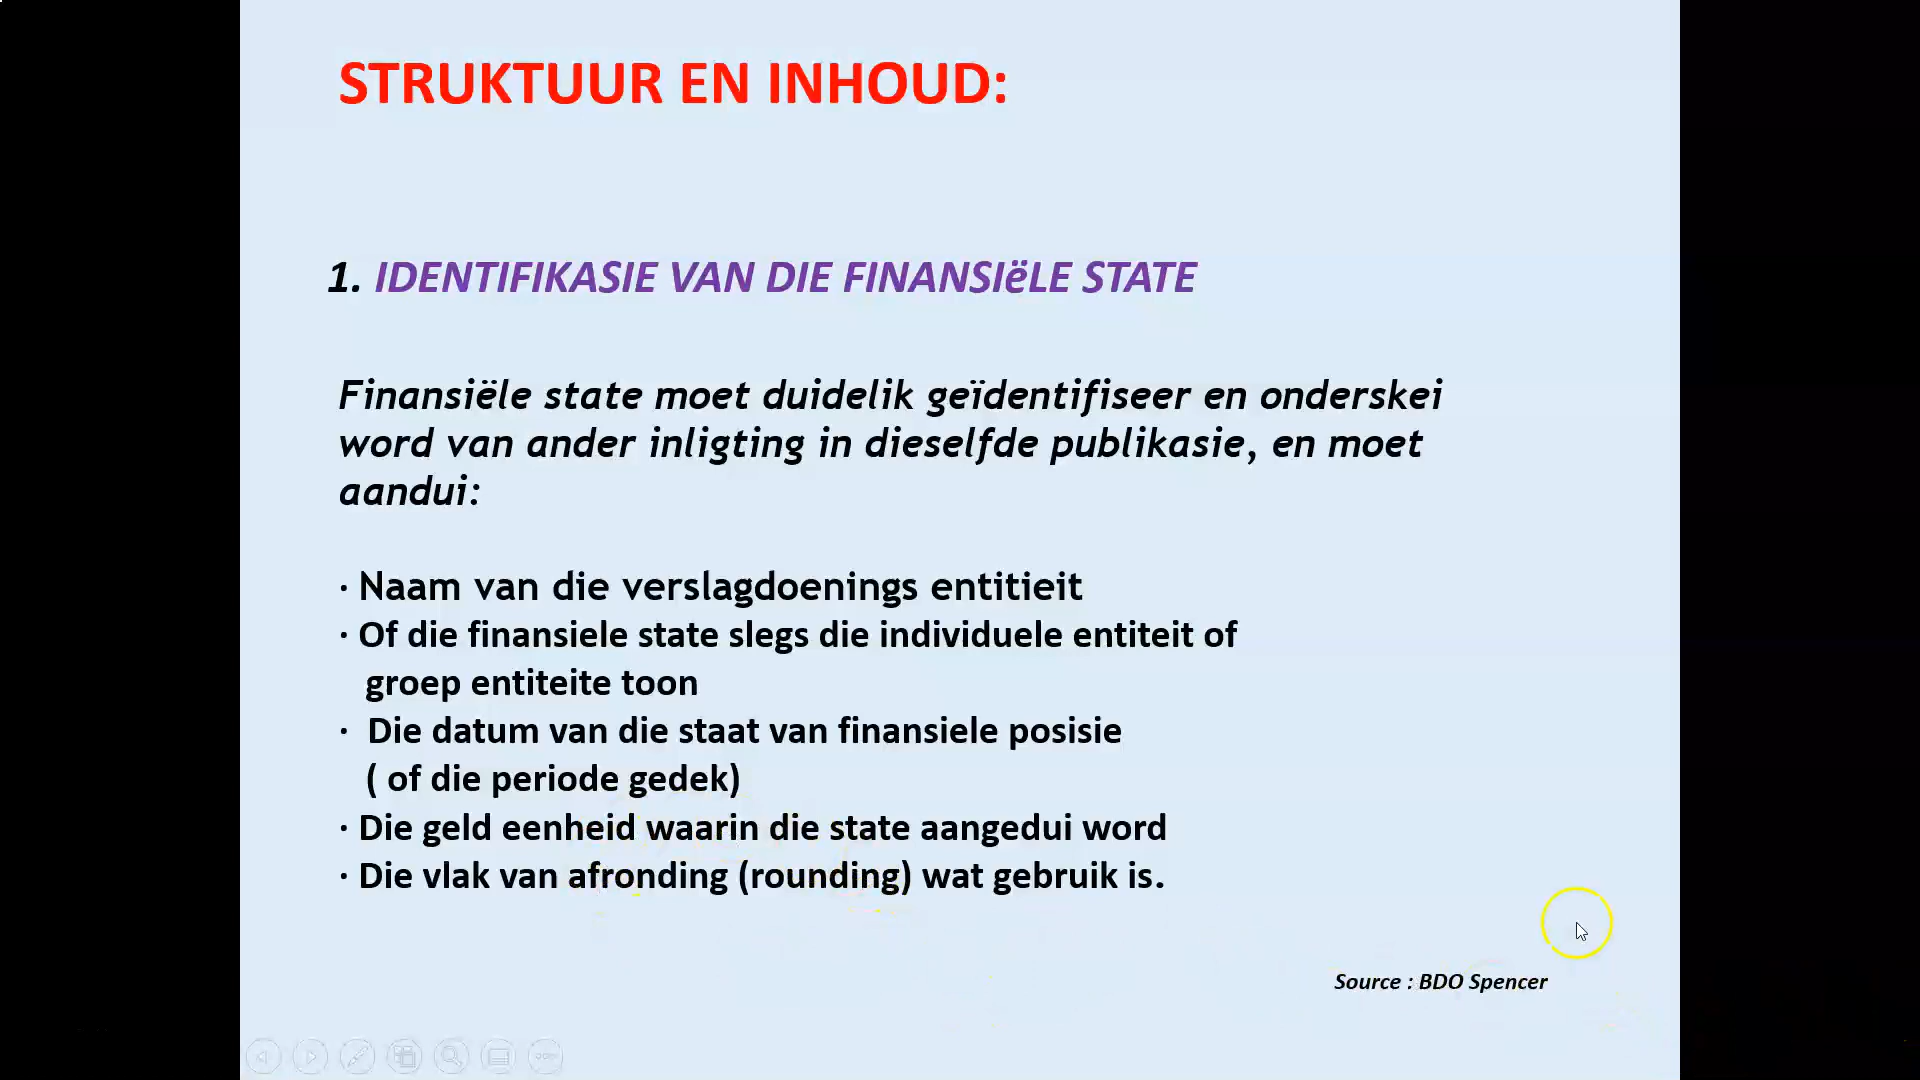 STRUKTUUR EN INHOUD:
1. IDENTIFIKASIE VAN DIE FINANSIëLE STATE
Finansiële state moet duidelik geïdentifiseer en onderskei
word van ander inligting in dieselfde publikasie, en moet
aandui:
· Naam van die verslagdoenings entitieit
· Of die finansiele state slegs die individuele entiteit of
groep entiteite toon
· Die datum van die staat van finansiele posisie
( of die periode gedek)
· Die geld eenheid waarin die state aangedui word
· Die vlak van afronding (rounding) wat gebruik is.
Source : BDO Spencer